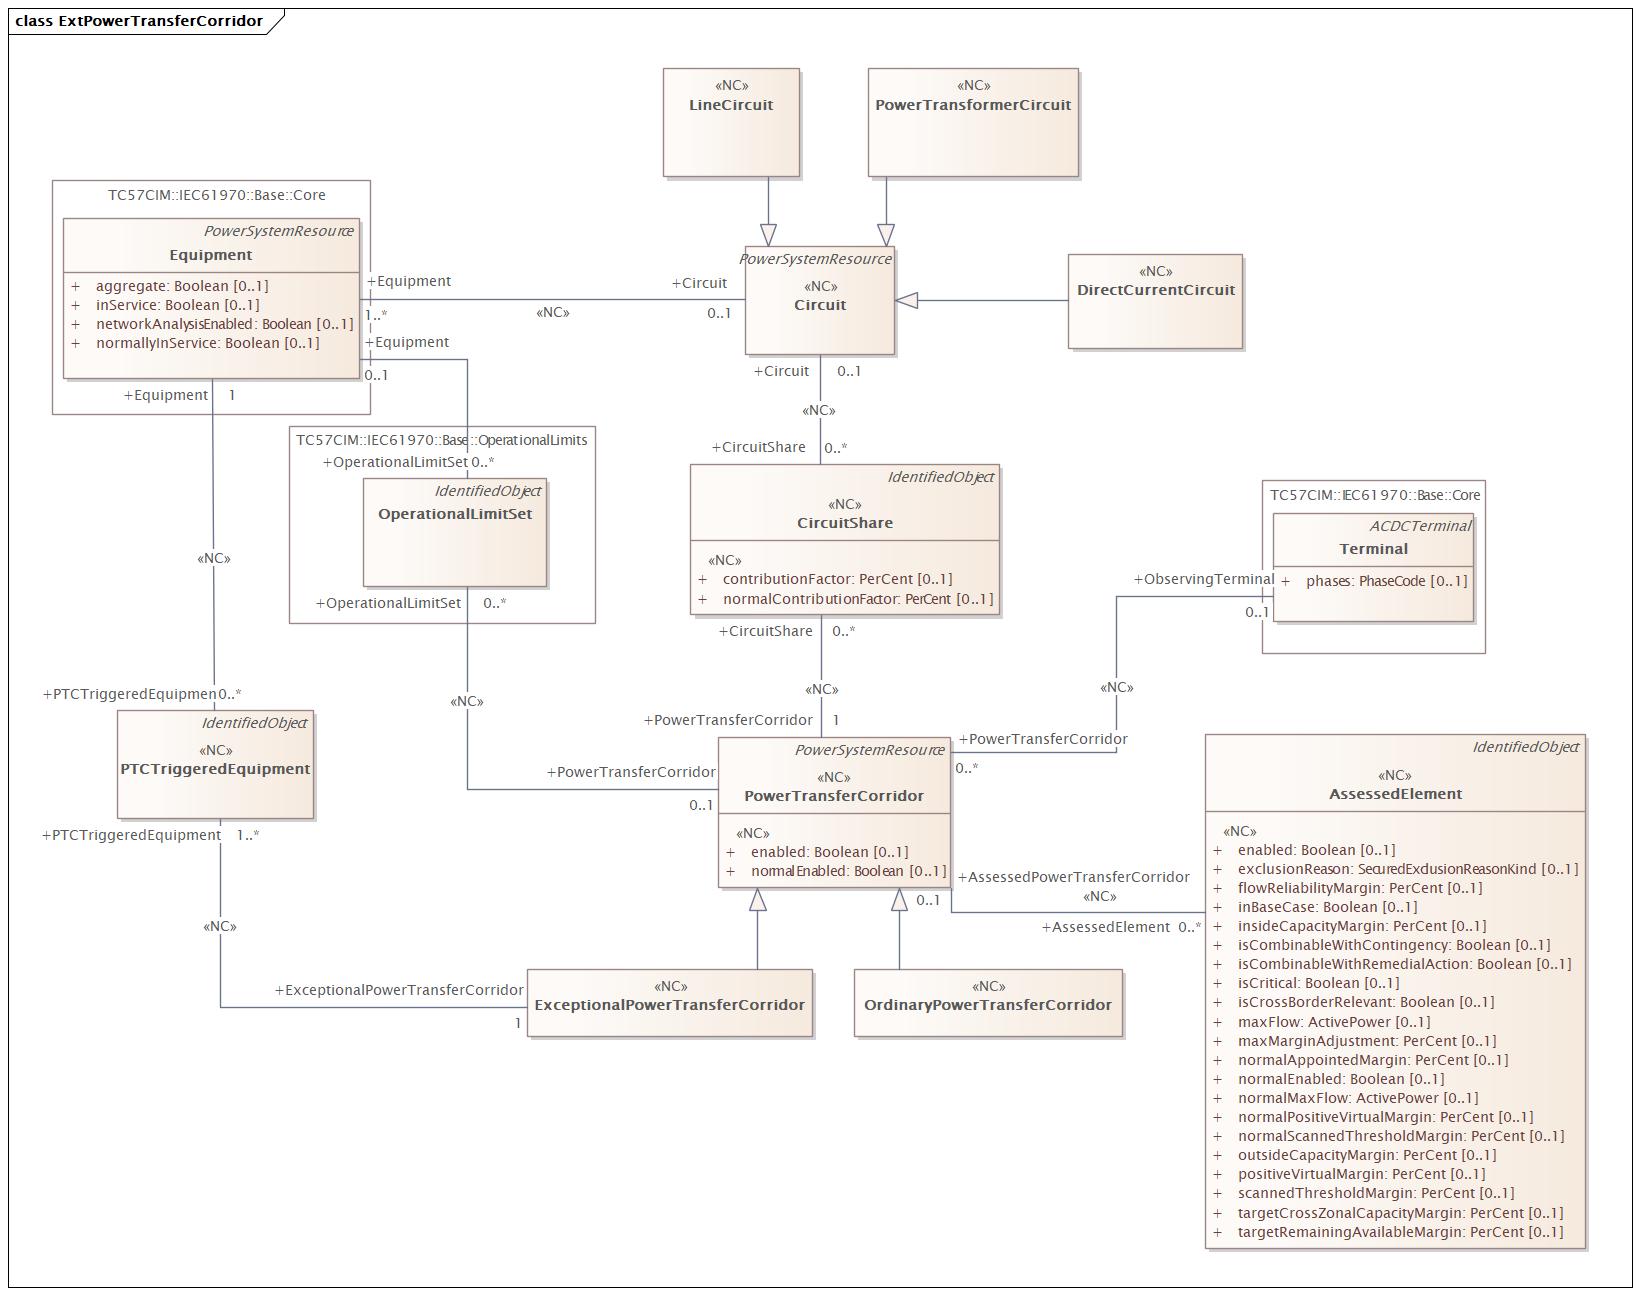 class ExtPowerTransferCorridor
«NC»
LineCircuit
«NC»
PowerTransformerCircuit
TC57CIM::IEC61970::Base::Core
PowerSystemResource
Equipment
+ aggregate: Boolean [0..1]
+ inService: Boolean [0..1]
+ networkAnalysisEnabled: Boolean [0..1]
+ normallyInService: Boolean [0..1]
+Equipment
1..*
«NC»
+Circuit
0..1
PowerSystemResource
«NC»
Circuit
«NC»
DirectCurrentCircuit
+Equipment
0..1
+Equipment 1
+Circuit 0..1
«NC»
+CircuitShare 0..*
TC57CIM::IEC61970::Base::OperationalLimits
+OperationalLimitSet 0..*
IdentifiedObject
OperationalLimitSet
+OperationalLimitSet 0..*
IdentifiedObject
«NC»
CircuitShare
«NC»
+ contributionFactor: PerCent [0..1]
+ normalContributionFactor: PerCent [0..1]
+CircuitShare 0..*
TC57CIM::IEC61970::Base::Core
ACDCTerminal
Terminal
+ phases: PhaseCode [0..1]
+ObservingTerminal
0..1
«NC»
«NC»
«NC»
«NC»
+PTCTriggeredEquipmen 0..*
IdentifiedObject
«NC»
PTCTriggeredEquipment
+PTCTriggeredEquipment 1..*
«NC»
+PowerTransferCorridor 1
+PowerTransferCorridor
0..1
PowerSystemResource
«NC»
PowerTransferCorridor
«NC»
+ enabled: Boolean [0..1]
+ normalEnabled: Boolean [0..1]
+PowerTransferCorridor
0..*
+AssessedPowerTransferCorridor
«NC»
0..1
+AssessedElement 0..*
IdentifiedObject
«NC»
AssessedElement
«NC»
+ enabled: Boolean [0..1]
+ exclusionReason: SecuredExclusionReasonKind [0..1]
+ flowReliabilityMargin: PerCent [0..1]
+ inBaseCase: Boolean [0..1]
+ insideCapacityMargin: PerCent [0..1]
+ isCombinableWithContingency: Boolean [0..1]
+ isCombinableWithRemedialAction: Boolean [0..1]
+ isCritical: Boolean [0..1]
+ isCrossBorderRelevant: Boolean [0..1]
+ maxFlow: ActivePower [0..1]
+ maxMarginAdjustment: PerCent [0..1]
+ normalAppointedMargin: PerCent [0..1]
+ normalEnabled: Boolean [0..1]
+ normalMaxFlow: ActivePower [0..1]
+ normalPositiveVirtualMargin: PerCent [0..1]
+ normalScannedThresholdMargin: PerCent [0..1]
+ outsideCapacityMargin: PerCent [0..1]
+ positiveVirtualMargin: PerCent [0..1]
+ scannedThresholdMargin: PerCent [0..1]
+ targetCrossZonalCapacityMargin: PerCent [0..1]
+ targetRemainingAvailableMargin: PerCent [0..1]
+ExceptionalPowerTransferCorridor
1
«NC»
ExceptionalPowerTransferCorridor
«NC»
OrdinaryPowerTransferCorridor